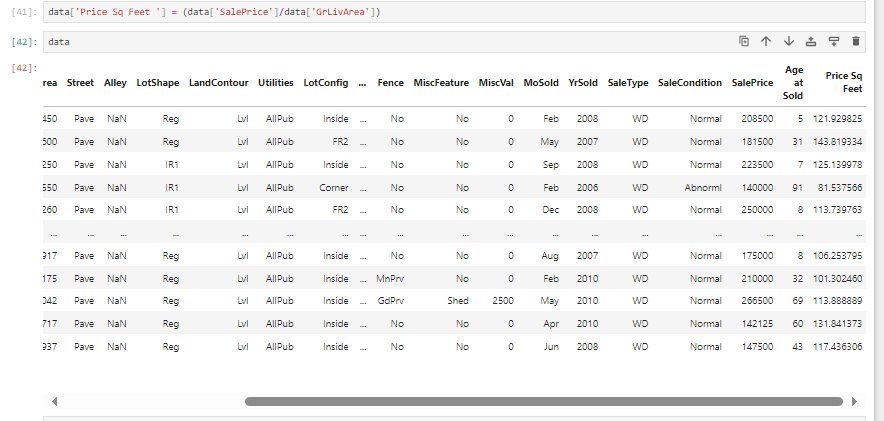 [41]: data['Price Sq Feet '] = (data['SalePrice']/data['GrLivArea'])
[42]: data
[42]:
rea Street Alley LotShape LandContour Utilities LotConfig ... Fence MiscFeature MiscVal MoSold YrSold SaleType SaleCondition SalePrice Age at Sold Price Sq Feet
450 Pave NaN Reg Lvl AllPub Inside ... No No 0 Feb 2008 WD Normal 208500 5 121.929825
600 Pave NaN Reg Lvl AllPub FR2 ... No No 0 May 2007 WD Normal 181500 31 143.819334
250 Pave NaN IR1 Lvl AllPub Inside ... No No 0 Sep 2008 WD Normal 223500 7 125.139978
550 Pave NaN IR1 Lvl AllPub Corner ... No No 0 Feb 2006 WD Abnorml 140000 91 81.537566
260 Pave NaN IR1 Lvl AllPub FR2 ... No No 0 Dec 2008 WD Normal 250000 8 113.739763
... ... ... ... ... ... ... ... ... ... ... ... ... ... ... ... ... ...
917 Pave NaN Reg Lvl AllPub Inside ... No No 0 Aug 2007 WD Normal 175000 8 106.253795
175 Pave NaN Reg Lvl AllPub Inside ... MnPrv No 0 Feb 2010 WD Normal 210000 32 101.302460
042 Pave NaN Reg Lvl AllPub Inside ... GdPrv Shed 2500 May 2010 WD Normal 266500 69 113.888889
717 Pave NaN Reg Lvl AllPub Inside ... No No 0 Apr 2010 WD Normal 142125 60 131.841373
937 Pave NaN Reg Lvl AllPub Inside ... No No 0 Jun 2008 WD Normal 147500 43 117.436306